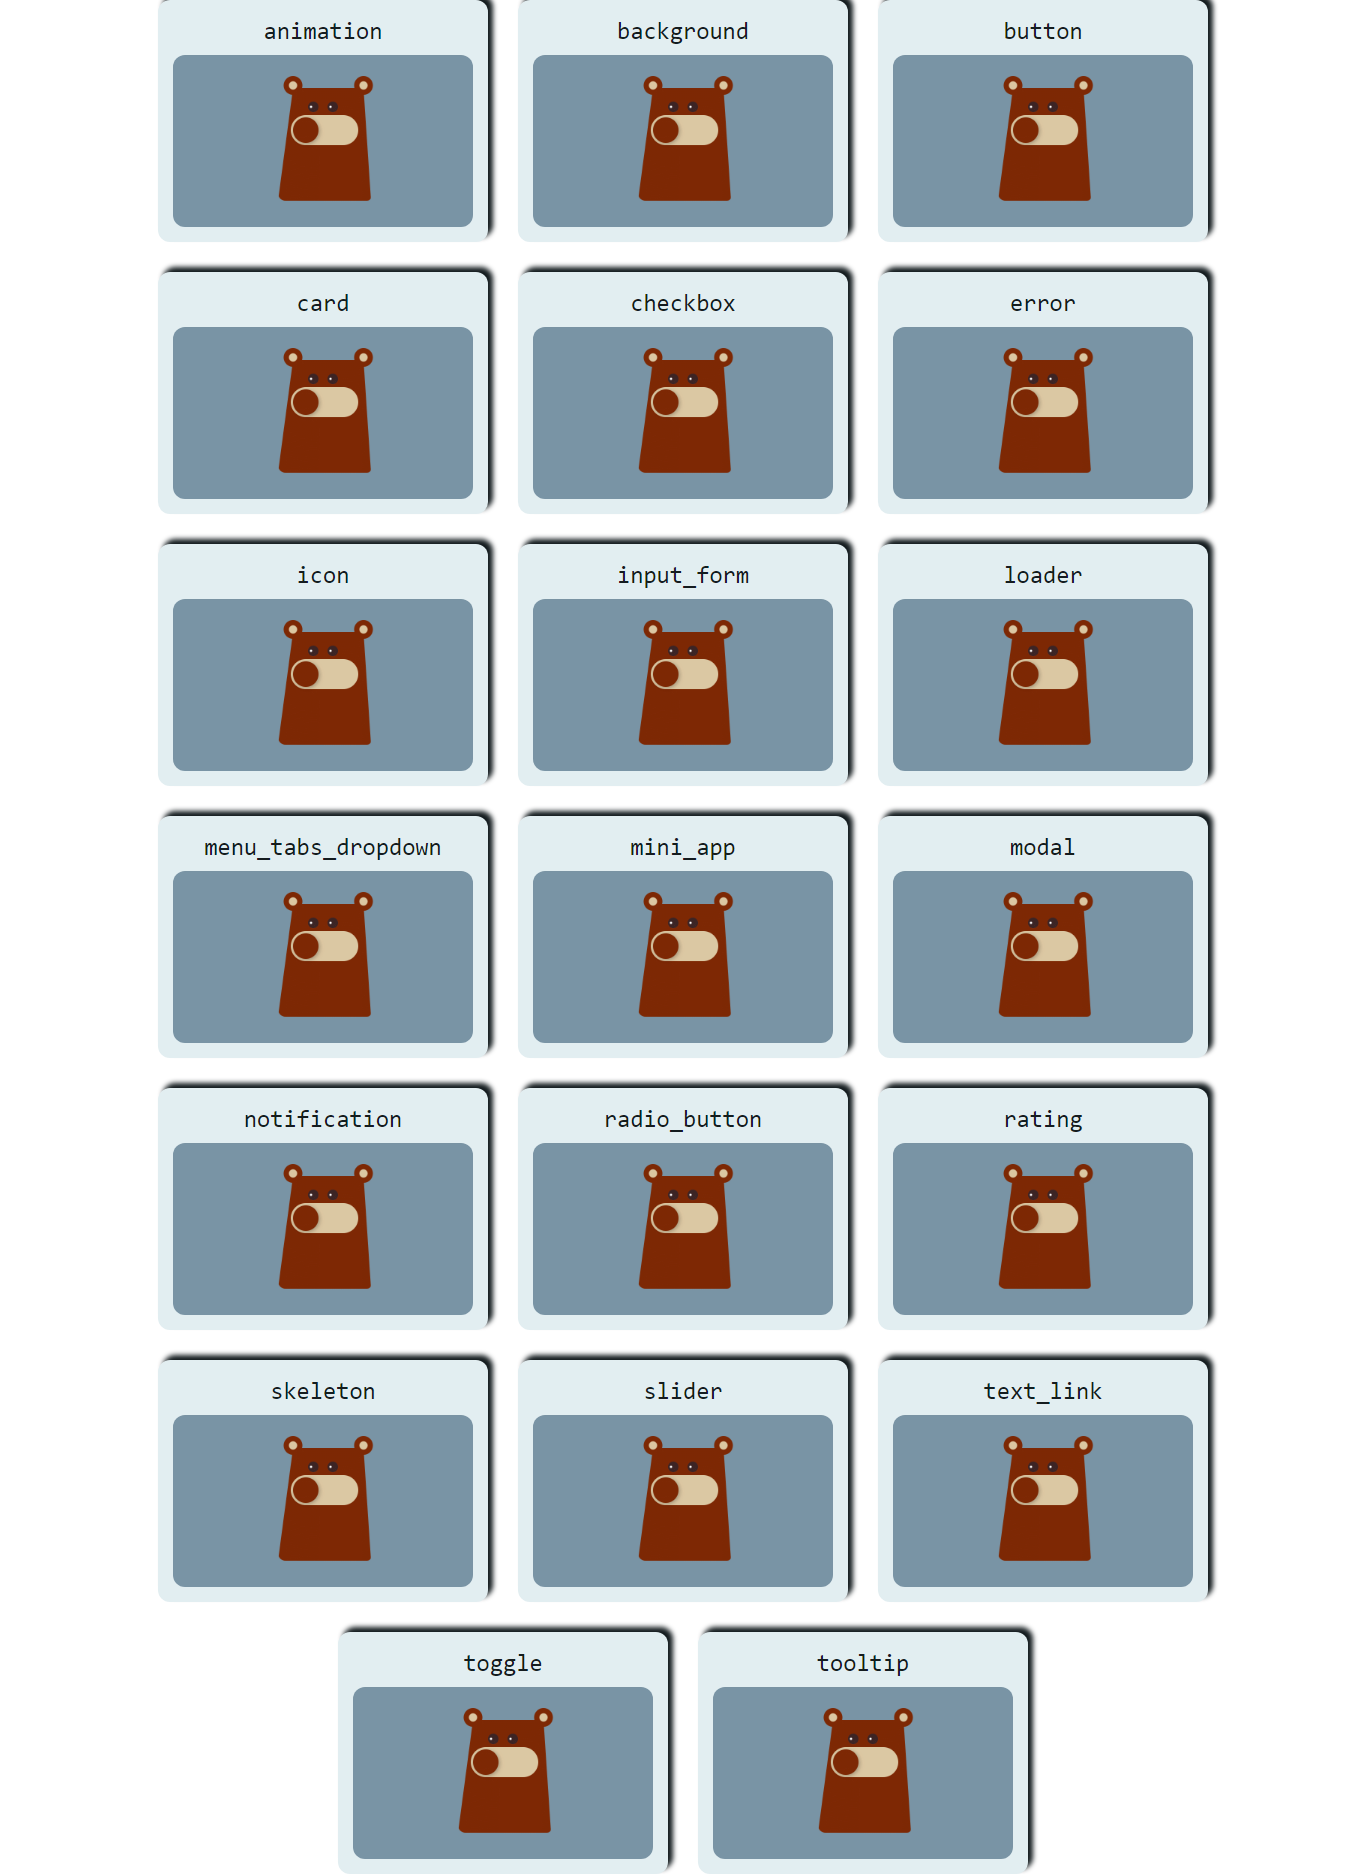 animation
background
button
card
checkbox
error
icon
input_form
loader
menu_tabs_dropdown
mini_app
modal
notification
radio_button
rating
skeleton
slider
text_link
toggle
tooltip